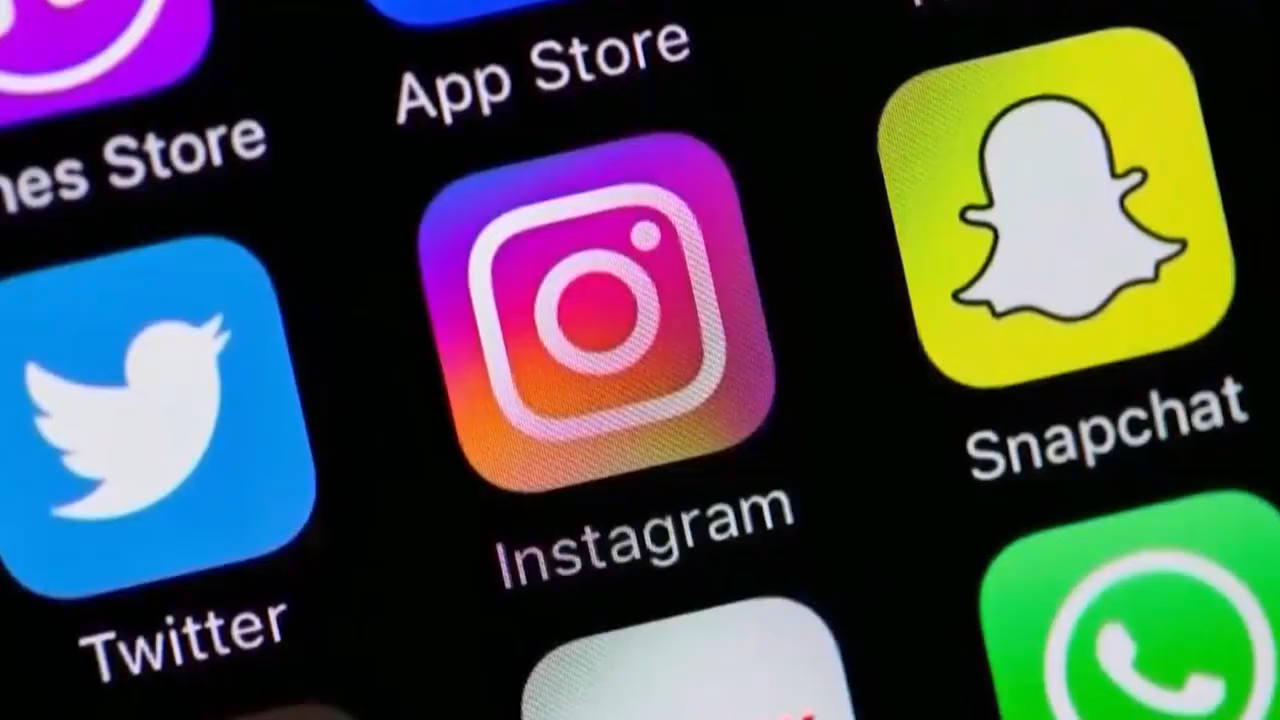 App Store
nes Store
Instagram
Snapchat
Twitter